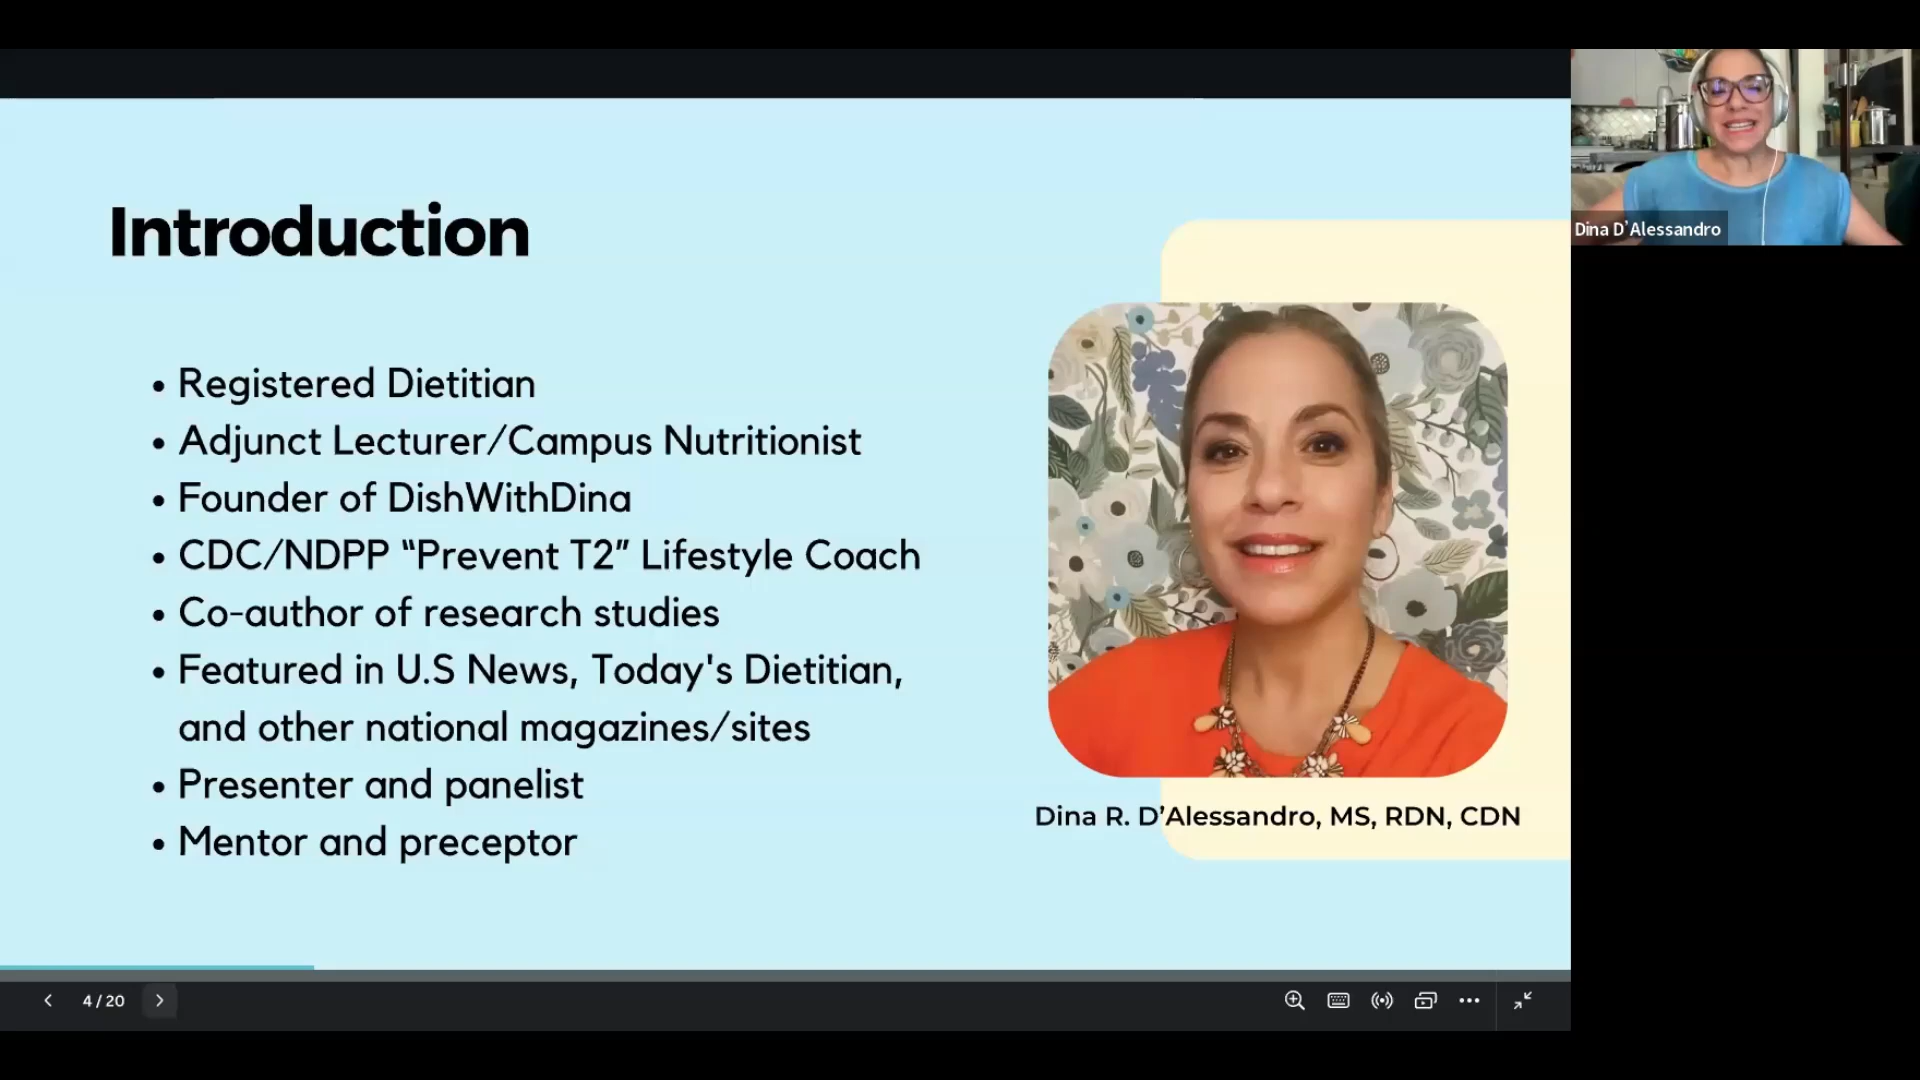 Introduction
• Registered Dietitian
• Adjunct Lecturer/Campus Nutritionist
• Founder of DishWithDina
• CDC/NDPP “Prevent T2” Lifestyle Coach
• Co-author of research studies
• Featured in U.S News, Today's Dietitian,
and other national magazines/sites
• Presenter and panelist
• Mentor and preceptor
Dina R. D’Alessandro, MS, RDN, CDN
Dina D'Alessandro
4 / 20